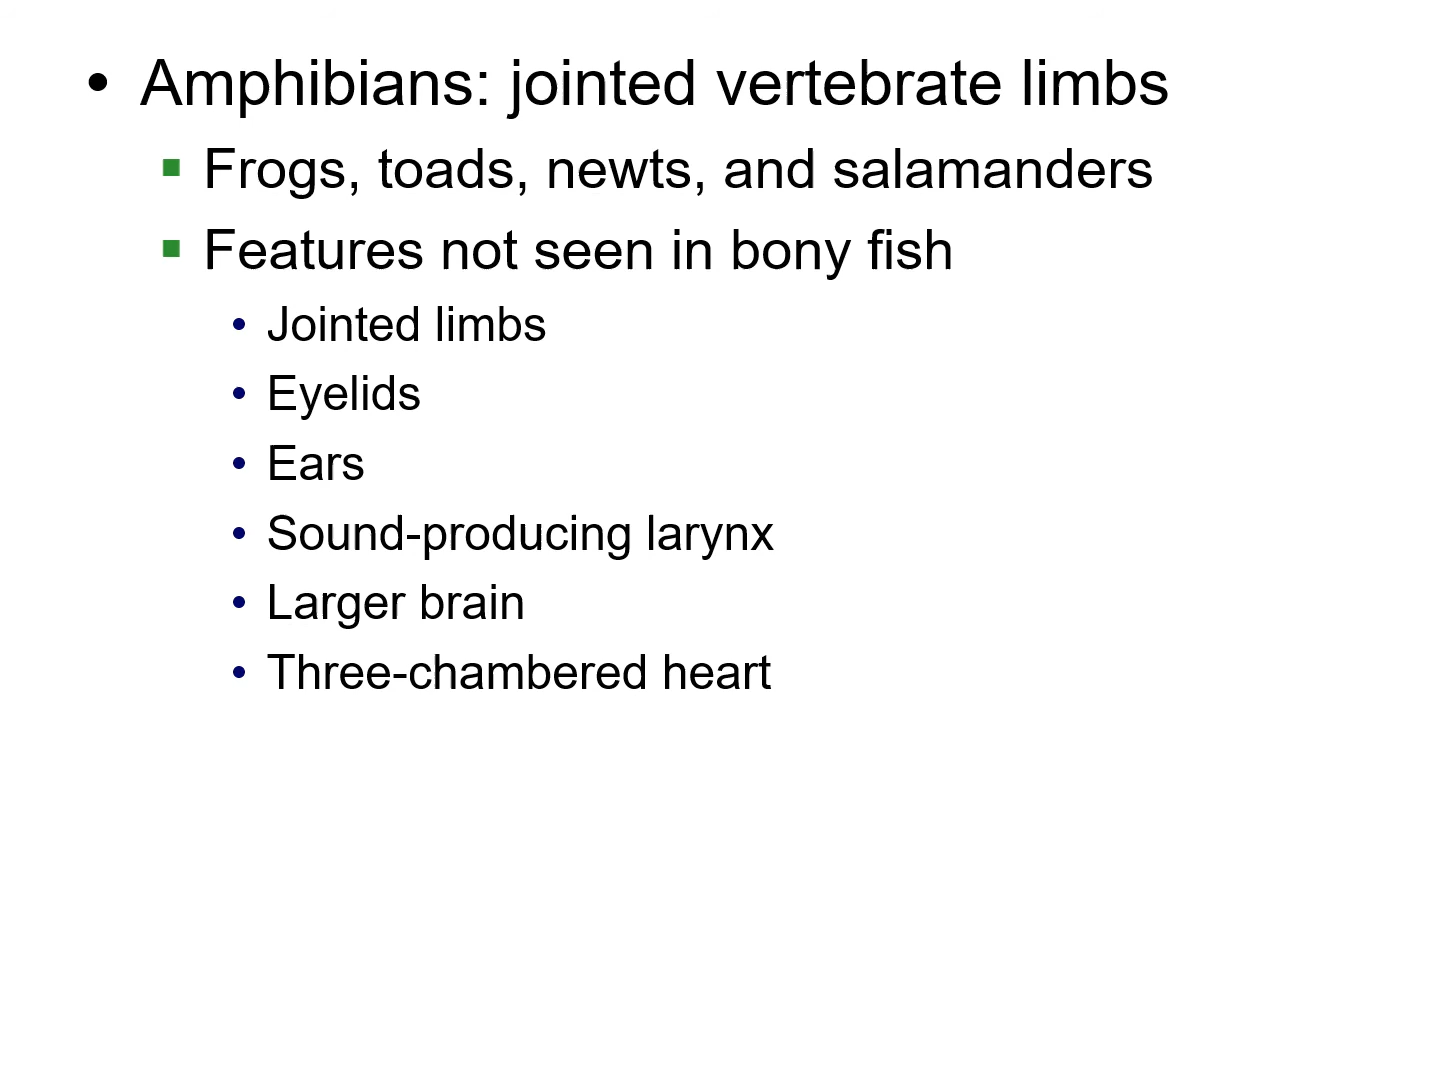 • Amphibians: jointed vertebrate limbs
▪ Frogs, toads, newts, and salamanders
▪ Features not seen in bony fish
• Jointed limbs
• Eyelids
• Ears
• Sound-producing larynx
• Larger brain
• Three-chambered heart